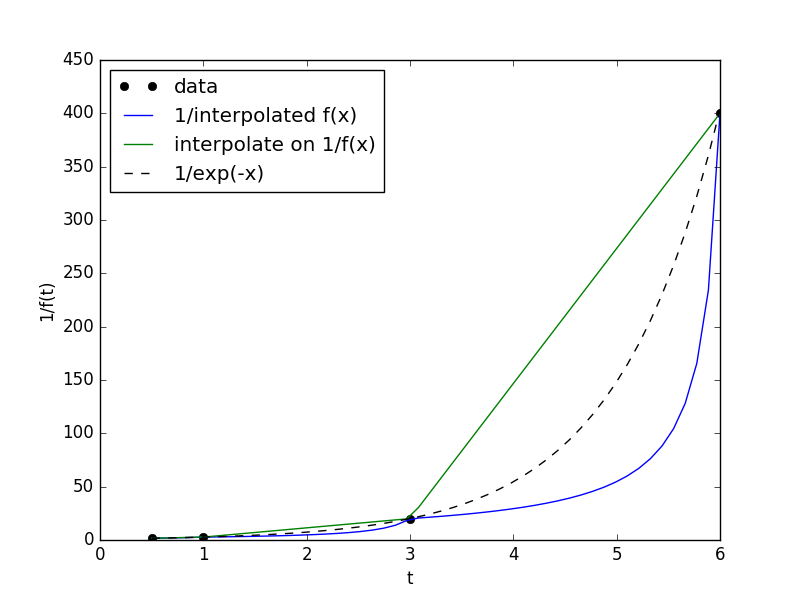 450
400
350
300
250
200
150
100
50
0
1/f(t)
data
1/interpolated f(x)
interpolate on 1/f(x)
1/exp(-x)
0 1 2 3 4 5 6
t